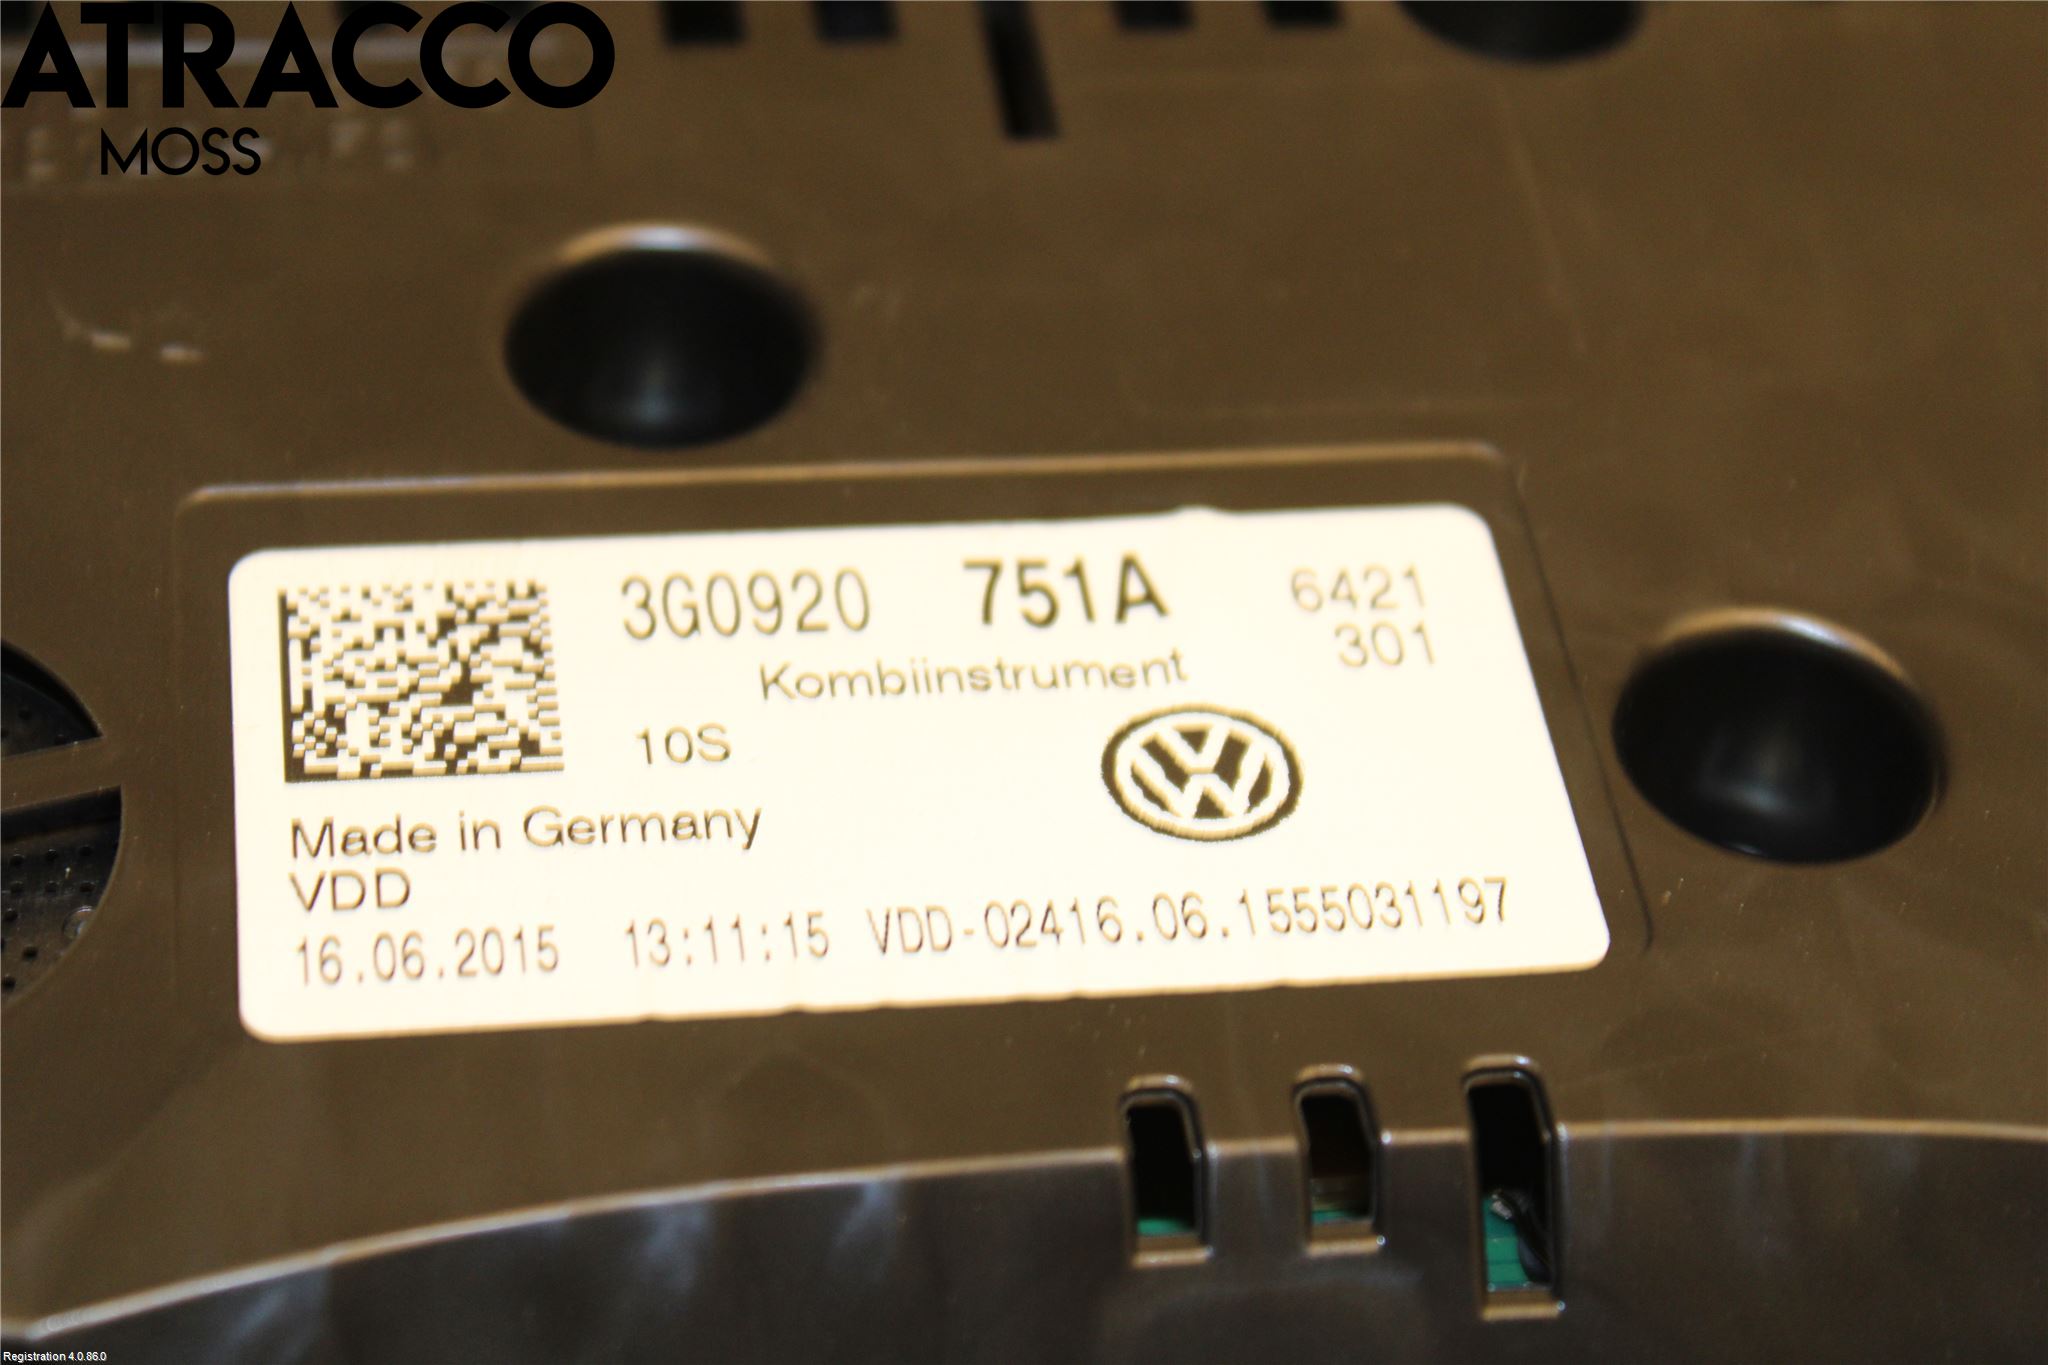 ATRACCO
MOSS
3G0920 751A 6421
301
Kombiinstrument
10S
Made in Germany
VDD
16.06.2015 13:11:15 VDD-02416.06.1555031197
Registration 4.0.86.0